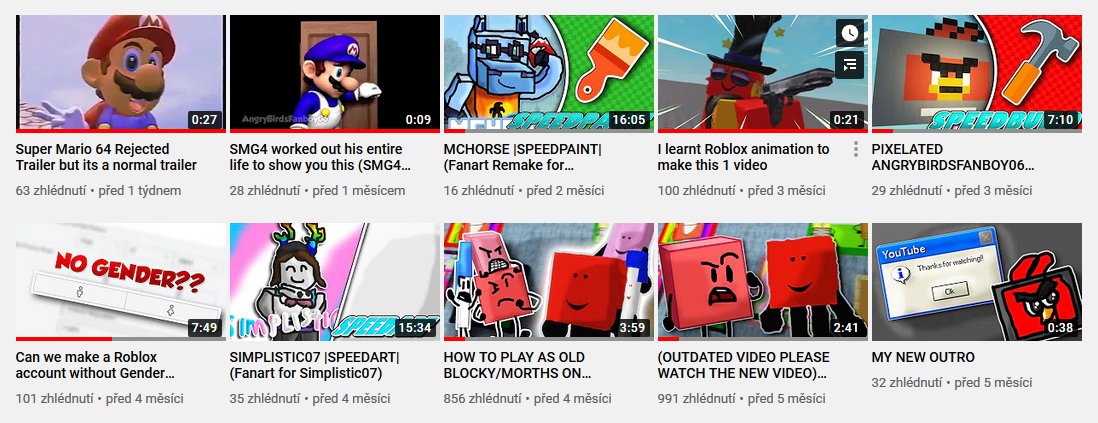 0:27
AngryBirdsFanboy06
0:09
SPEEDPAINT
16:05
0:21
SPEEDBUILD
7:10
Super Mario 64 Rejected
Trailer but its a normal trailer
63 zhlédnutí • před 1 týdnem
SMG4 worked out his entire
life to show you this (SMG4...
28 zhlédnutí • před 1 měsícem
MCHORSE |SPEEDPAINT|
(Fanart Remake for...
16 zhlédnutí • před 2 měsíci
I learnt Roblox animation to
make this 1 video
100 zhlédnutí • před 3 měsíci
PIXELATED
ANGRYBIRDSFANBOY06...
29 zhlédnutí • před 3 měsíci
NO GENDER??
7:49
SIMPLISTIC
SPEEDART
15:34
3:59
2:41
YouTube
Thanks for watching!!
Ok
0:38
Can we make a Roblox
account without Gender...
101 zhlédnutí • před 4 měsíci
SIMPLISTIC07 |SPEEDART|
(Fanart for Simplistic07)
35 zhlédnutí • před 4 měsíci
HOW TO PLAY AS OLD
BLOCKY/MORTHS ON...
856 zhlédnutí • před 4 měsíci
(OUTDATED VIDEO PLEASE
WATCH THE NEW VIDEO)...
991 zhlédnutí • před 5 měsíci
MY NEW OUTRO
32 zhlédnutí • před 5 měsíci